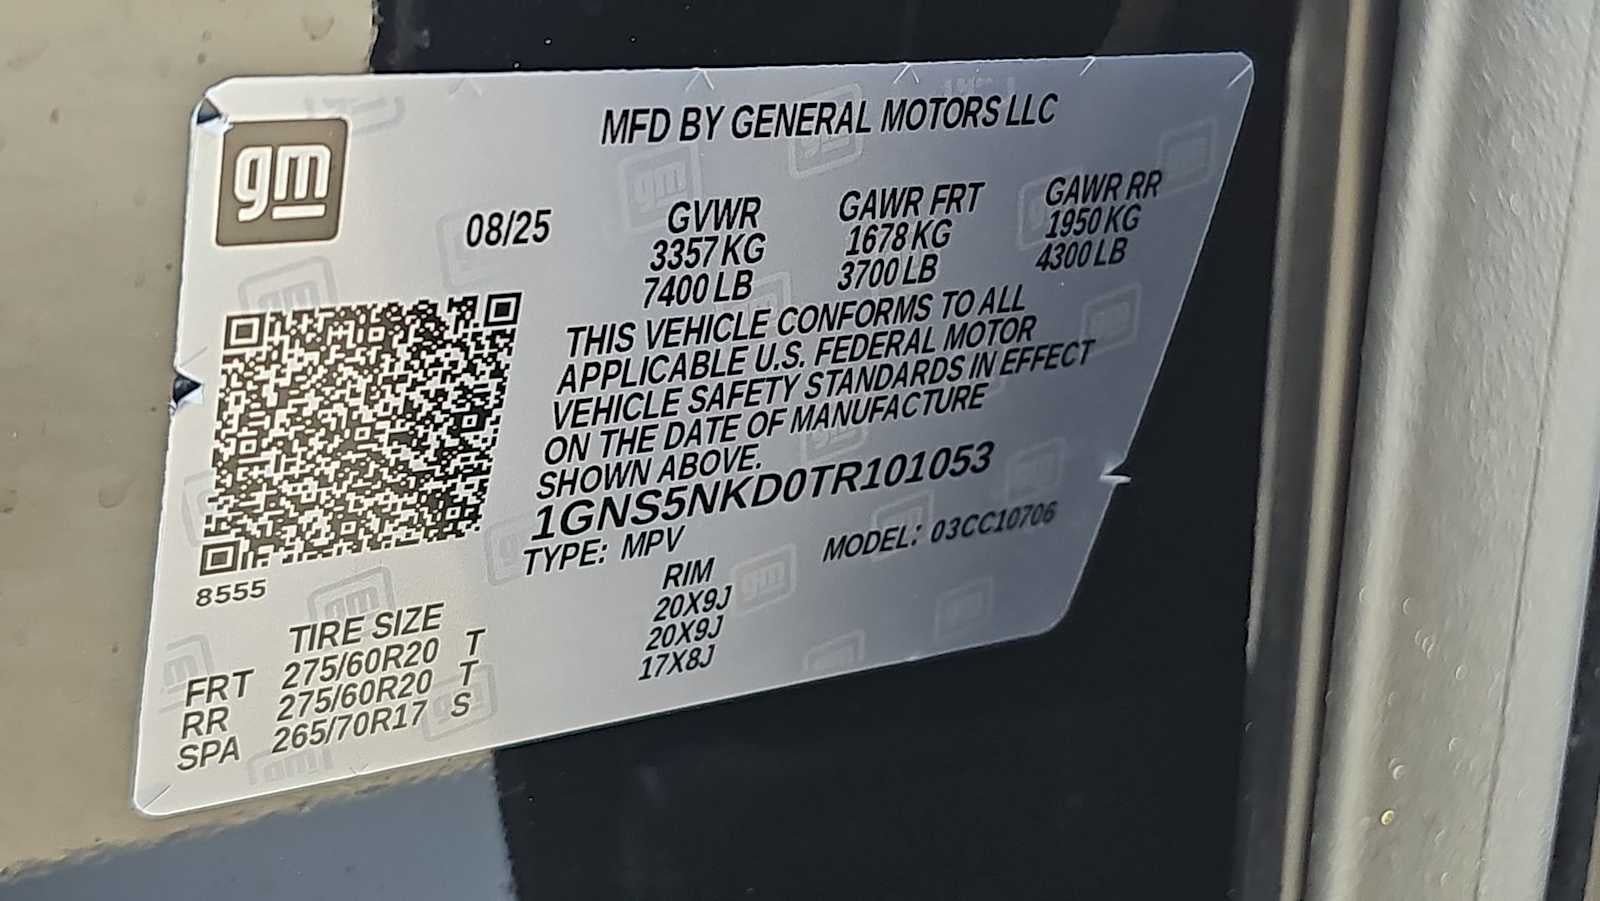 MFD BY GENERAL MOTORS LLC
gm
08/25
GVWR GAWR FRT GAWR RR
3357 KG 1678 KG 1950 KG
7400 LB 3700 LB 4300 LB
THIS VEHICLE CONFORMS TO ALL
APPLICABLE U.S. FEDERAL MOTOR
VEHICLE SAFETY STANDARDS IN EFFECT
ON THE DATE OF MANUFACTURE
SHOWN ABOVE.
1GNS5NKD0TR101053
TYPE: MPV MODEL: 03CC10706
8555
TIRE SIZE RIM
FRT 275/60R20 T 20X9J
RR 275/60R20 T 20X9J
SPA 265/70R17 S 17X8J